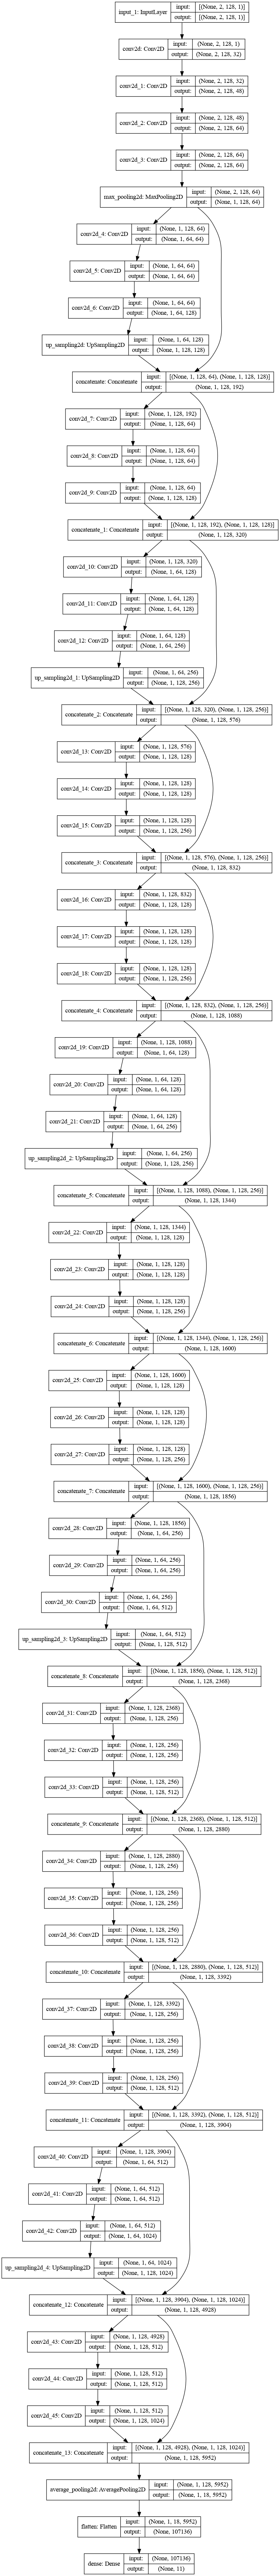 input_1: InputLayer
input: [(None, 2, 128, 1)]
output: [(None, 2, 128, 1)]
conv2d: Conv2D
input: (None, 2, 128, 1)
output: (None, 2, 128, 32)
conv2d_1: Conv2D
input: (None, 2, 128, 32)
output: (None, 2, 128, 48)
conv2d_2: Conv2D
input: (None, 2, 128, 48)
output: (None, 2, 128, 64)
conv2d_3: Conv2D
input: (None, 2, 128, 64)
output: (None, 2, 128, 64)
max_pooling2d: MaxPooling2D
input: (None, 2, 128, 64)
output: (None, 1, 128, 64)
conv2d_4: Conv2D
input: (None, 1, 128, 64)
output: (None, 1, 64, 64)
conv2d_5: Conv2D
input: (None, 1, 64, 64)
output: (None, 1, 64, 64)
conv2d_6: Conv2D
input: (None, 1, 64, 64)
output: (None, 1, 64, 128)
up_sampling2d: UpSampling2D
input: (None, 1, 64, 128)
output: (None, 1, 128, 128)
concatenate: Concatenate
input: [(None, 1, 128, 64), (None, 1, 128, 128)]
output: (None, 1, 128, 192)
conv2d_7: Conv2D
input: (None, 1, 128, 192)
output: (None, 1, 128, 64)
conv2d_8: Conv2D
input: (None, 1, 128, 64)
output: (None, 1, 128, 64)
conv2d_9: Conv2D
input: (None, 1, 128, 64)
output: (None, 1, 128, 128)
concatenate_1: Concatenate
input: [(None, 1, 128, 192), (None, 1, 128, 128)]
output: (None, 1, 128, 320)
conv2d_10: Conv2D
input: (None, 1, 128, 320)
output: (None, 1, 64, 128)
conv2d_11: Conv2D
input: (None, 1, 64, 128)
output: (None, 1, 64, 128)
conv2d_12: Conv2D
input: (None, 1, 64, 128)
output: (None, 1, 64, 256)
up_sampling2d_1: UpSampling2D
input: (None, 1, 64, 256)
output: (None, 1, 128, 256)
concatenate_2: Concatenate
input: [(None, 1, 128, 320), (None, 1, 128, 256)]
output: (None, 1, 128, 576)
conv2d_13: Conv2D
input: (None, 1, 128, 576)
output: (None, 1, 128, 128)
conv2d_14: Conv2D
input: (None, 1, 128, 128)
output: (None, 1, 128, 128)
conv2d_15: Conv2D
input: (None, 1, 128, 128)
output: (None, 1, 128, 256)
concatenate_3: Concatenate
input: [(None, 1, 128, 576), (None, 1, 128, 256)]
output: (None, 1, 128, 832)
conv2d_16: Conv2D
input: (None, 1, 128, 832)
output: (None, 1, 128, 128)
conv2d_17: Conv2D
input: (None, 1, 128, 128)
output: (None, 1, 128, 128)
conv2d_18: Conv2D
input: (None, 1, 128, 128)
output: (None, 1, 128, 256)
concatenate_4: Concatenate
input: [(None, 1, 128, 832), (None, 1, 128, 256)]
output: (None, 1, 128, 1088)
conv2d_19: Conv2D
input: (None, 1, 128, 1088)
output: (None, 1, 64, 128)
conv2d_20: Conv2D
input: (None, 1, 64, 128)
output: (None, 1, 64, 128)
conv2d_21: Conv2D
input: (None, 1, 64, 128)
output: (None, 1, 64, 256)
up_sampling2d_2: UpSampling2D
input: (None, 1, 64, 256)
output: (None, 1, 128, 256)
concatenate_5: Concatenate
input: [(None, 1, 128, 1088), (None, 1, 128, 256)]
output: (None, 1, 128, 1344)
conv2d_22: Conv2D
input: (None, 1, 128, 1344)
output: (None, 1, 128, 128)
conv2d_23: Conv2D
input: (None, 1, 128, 128)
output: (None, 1, 128, 128)
conv2d_24: Conv2D
input: (None, 1, 128, 128)
output: (None, 1, 128, 256)
concatenate_6: Concatenate
input: [(None, 1, 128, 1344), (None, 1, 128, 256)]
output: (None, 1, 128, 1600)
conv2d_25: Conv2D
input: (None, 1, 128, 1600)
output: (None, 1, 128, 128)
conv2d_26: Conv2D
input: (None, 1, 128, 128)
output: (None, 1, 128, 128)
conv2d_27: Conv2D
input: (None, 1, 128, 128)
output: (None, 1, 128, 256)
concatenate_7: Concatenate
input: [(None, 1, 128, 1600), (None, 1, 128, 256)]
output: (None, 1, 128, 1856)
conv2d_28: Conv2D
input: (None, 1, 128, 1856)
output: (None, 1, 64, 256)
conv2d_29: Conv2D
input: (None, 1, 64, 256)
output: (None, 1, 64, 256)
conv2d_30: Conv2D
input: (None, 1, 64, 256)
output: (None, 1, 64, 512)
up_sampling2d_3: UpSampling2D
input: (None, 1, 64, 512)
output: (None, 1, 128, 512)
concatenate_8: Concatenate
input: [(None, 1, 128, 1856), (None, 1, 128, 512)]
output: (None, 1, 128, 2368)
conv2d_31: Conv2D
input: (None, 1, 128, 2368)
output: (None, 1, 128, 256)
conv2d_32: Conv2D
input: (None, 1, 128, 256)
output: (None, 1, 128, 256)
conv2d_33: Conv2D
input: (None, 1, 128, 256)
output: (None, 1, 128, 512)
concatenate_9: Concatenate
input: [(None, 1, 128, 2368), (None, 1, 128, 512)]
output: (None, 1, 128, 2880)
conv2d_34: Conv2D
input: (None, 1, 128, 2880)
output: (None, 1, 128, 256)
conv2d_35: Conv2D
input: (None, 1, 128, 256)
output: (None, 1, 128, 256)
conv2d_36: Conv2D
input: (None, 1, 128, 256)
output: (None, 1, 128, 512)
concatenate_10: Concatenate
input: [(None, 1, 128, 2880), (None, 1, 128, 512)]
output: (None, 1, 128, 3392)
conv2d_37: Conv2D
input: (None, 1, 128, 3392)
output: (None, 1, 128, 256)
conv2d_38: Conv2D
input: (None, 1, 128, 256)
output: (None, 1, 128, 256)
conv2d_39: Conv2D
input: (None, 1, 128, 256)
output: (None, 1, 128, 512)
concatenate_11: Concatenate
input: [(None, 1, 128, 3392), (None, 1, 128, 512)]
output: (None, 1, 128, 3904)
conv2d_40: Conv2D
input: (None, 1, 128, 3904)
output: (None, 1, 64, 512)
conv2d_41: Conv2D
input: (None, 1, 64, 512)
output: (None, 1, 64, 512)
conv2d_42: Conv2D
input: (None, 1, 64, 512)
output: (None, 1, 64, 1024)
up_sampling2d_4: UpSampling2D
input: (None, 1, 64, 1024)
output: (None, 1, 128, 1024)
concatenate_12: Concatenate
input: [(None, 1, 128, 3904), (None, 1, 128, 1024)]
output: (None, 1, 128, 4928)
conv2d_43: Conv2D
input: (None, 1, 128, 4928)
output: (None, 1, 128, 512)
conv2d_44: Conv2D
input: (None, 1, 128, 512)
output: (None, 1, 128, 512)
conv2d_45: Conv2D
input: (None, 1, 128, 512)
output: (None, 1, 128, 1024)
concatenate_13: Concatenate
input: [(None, 1, 128, 4928), (None, 1, 128, 1024)]
output: (None, 1, 128, 5952)
average_pooling2d: AveragePooling2D
input: (None, 1, 128, 5952)
output: (None, 1, 18, 5952)
flatten: Flatten
input: (None, 1, 18, 5952)
output: (None, 107136)
dense: Dense
input: (None, 107136)
output: (None, 11)